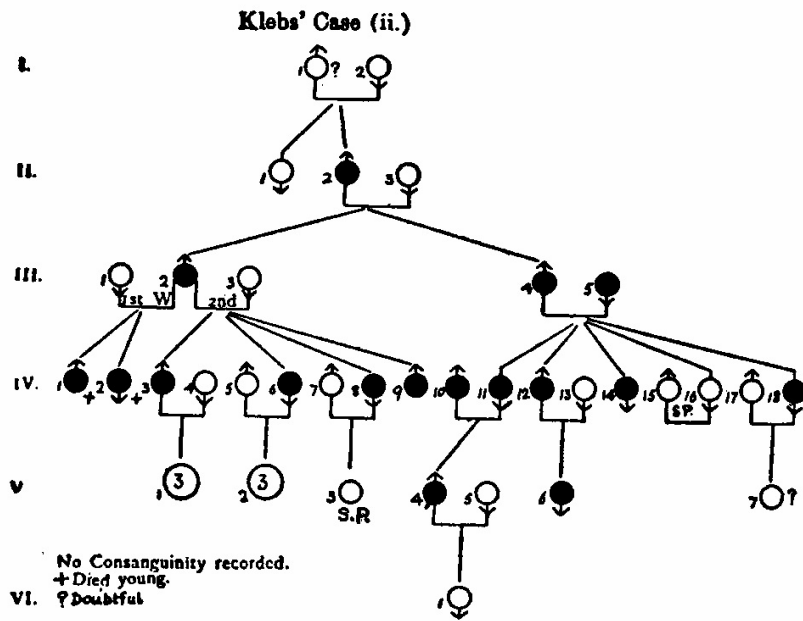 Klebs' Case (ii.)
I.
1 ? 2
II.
1 2 3
III.
1 2 3 4 5
1st W 2nd
IV.
1 +2 +3 4 5 6 7 8 9 10 11 12 13 14 15 16 17 18
S.P.
V
1 3 2 3 3 4 5 6 7 ?
S.P.
No Consanguinity recorded.
+ Died young.
VI. ? Doubtful
1